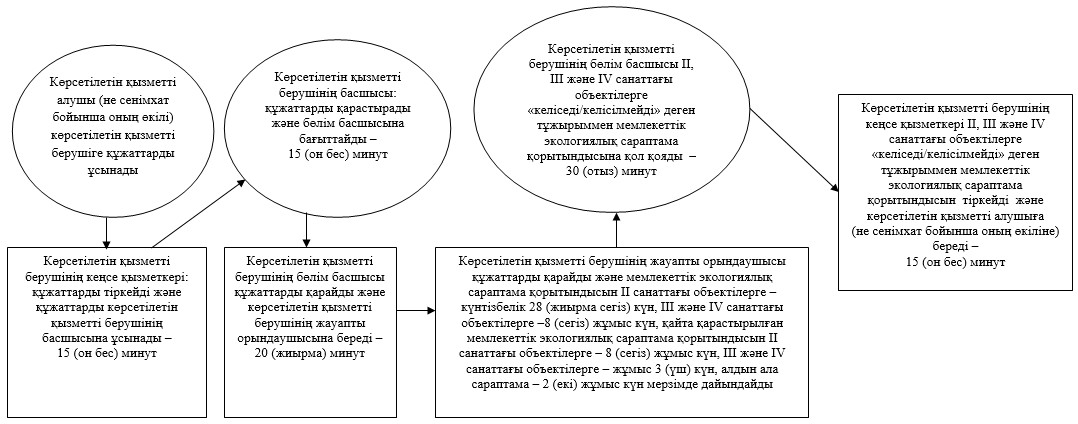 Көрсетілетін қызметті
алушы (не сенімхат
бойынша оның өкілі)
көрсетілетін қызметті
берушіге құжаттарды
ұсынады
Көрсетілетін қызметті
берушінің кеңсе қызметкері:
құжаттарды тіркейді және
құжаттарды көрсетілетін
қызметті берушінің
басшысына ұсынады –
15 (он бес) минут
Көрсетілетін қызметті
берушінің басшысы:
құжаттарды қарастырады
және бөлім басшысына
бағыттайды –
15 (он бес) минут
Көрсетілетін қызметті
берушінің бөлім басшысы
құжаттарды қарайды және
көрсетілетін қызметті
берушінің жауапты
орындаушысына береді –
20 (жиырма) минут
Көрсетілетін қызметті берушінің жауапты орындаушысы
құжаттарды қарайды және мемлекеттік экологиялық
сараптама қорытындысын II санаттағы объектілерге –
күнтізбелік 28 (жиырма сегіз) күн, III және IV санаттағы
объектілерге –8 (сегіз) жұмыс күн, қайта қарастырылған
мемлекеттік экологиялық сараптама қорытындысын II
санаттағы объектілерге – 8 (сегіз) жұмыс күн, III және IV
санаттағы объектілерге – жұмыс 3 (үш) күн, алдын ала
сараптама – 2 (екі) жұмыс күн мерзімде дайындайды
Көрсетілетін қызметті
берушінің бөлім басшысы II,
III және IV санаттағы
объектілерге
«келіседі/келісілмейді» деген
тұжырыммен мемлекеттік
экологиялық сараптама
қорытындысына қол қояды –
30 (отыз) минут
Көрсетілетін қызметті берушінің
кеңсе қызметкері II, III және IV
санаттағы объектілерге
«келіседі/келісілмейді» деген
тұжырыммен мемлекеттік
экологиялық сараптама
қорытындысын тіркейді және
көрсетілетін қызметті алушыға
(не сенімхат бойынша оның өкіліне)
береді –
15 (он бес) минут